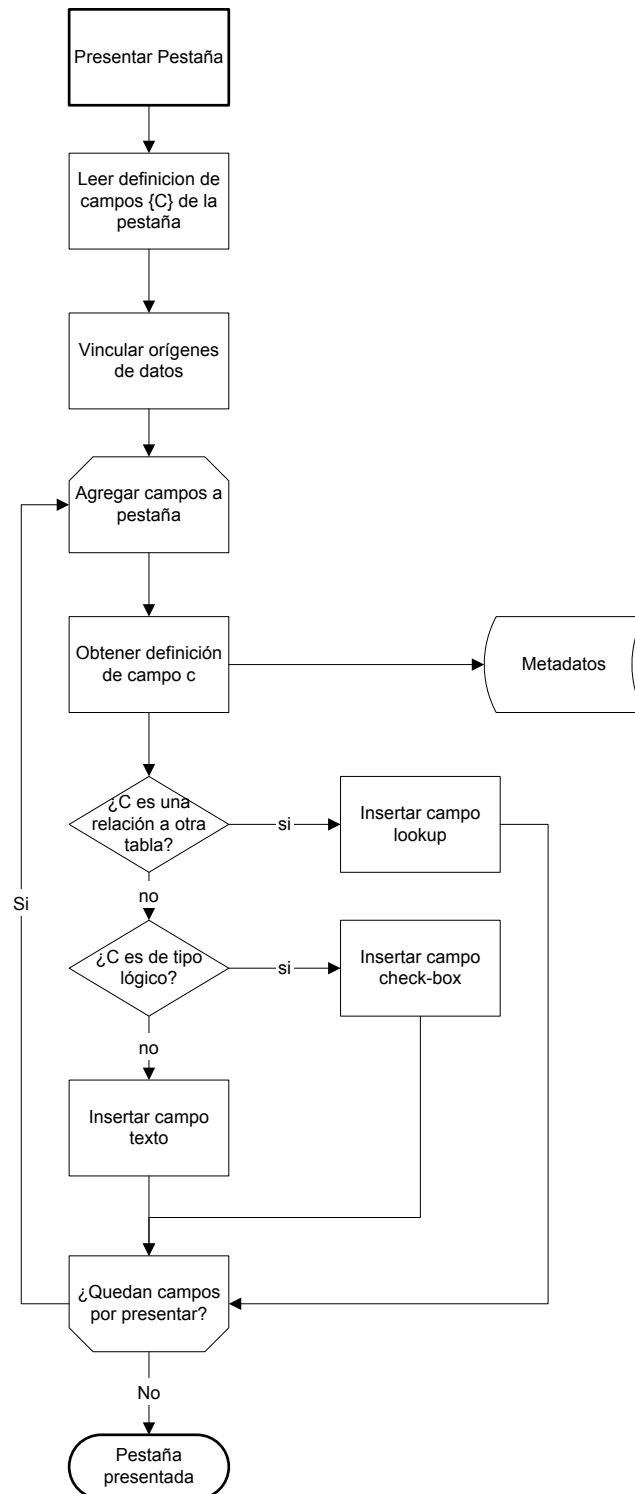 Presentar Pestaña
Leer definicion de
campos {C} de la
pestaña
Vincular orígenes
de datos
Agregar campos a
pestaña
Obtener definición
de campo c
Metadatos
¿C es una
relación a otra
tabla?
si
Insertar campo
lookup
no
Si
¿C es de tipo
lógico?
si
Insertar campo
check-box
no
Insertar campo
texto
¿Quedan campos
por presentar?
No
Pestaña
presentada